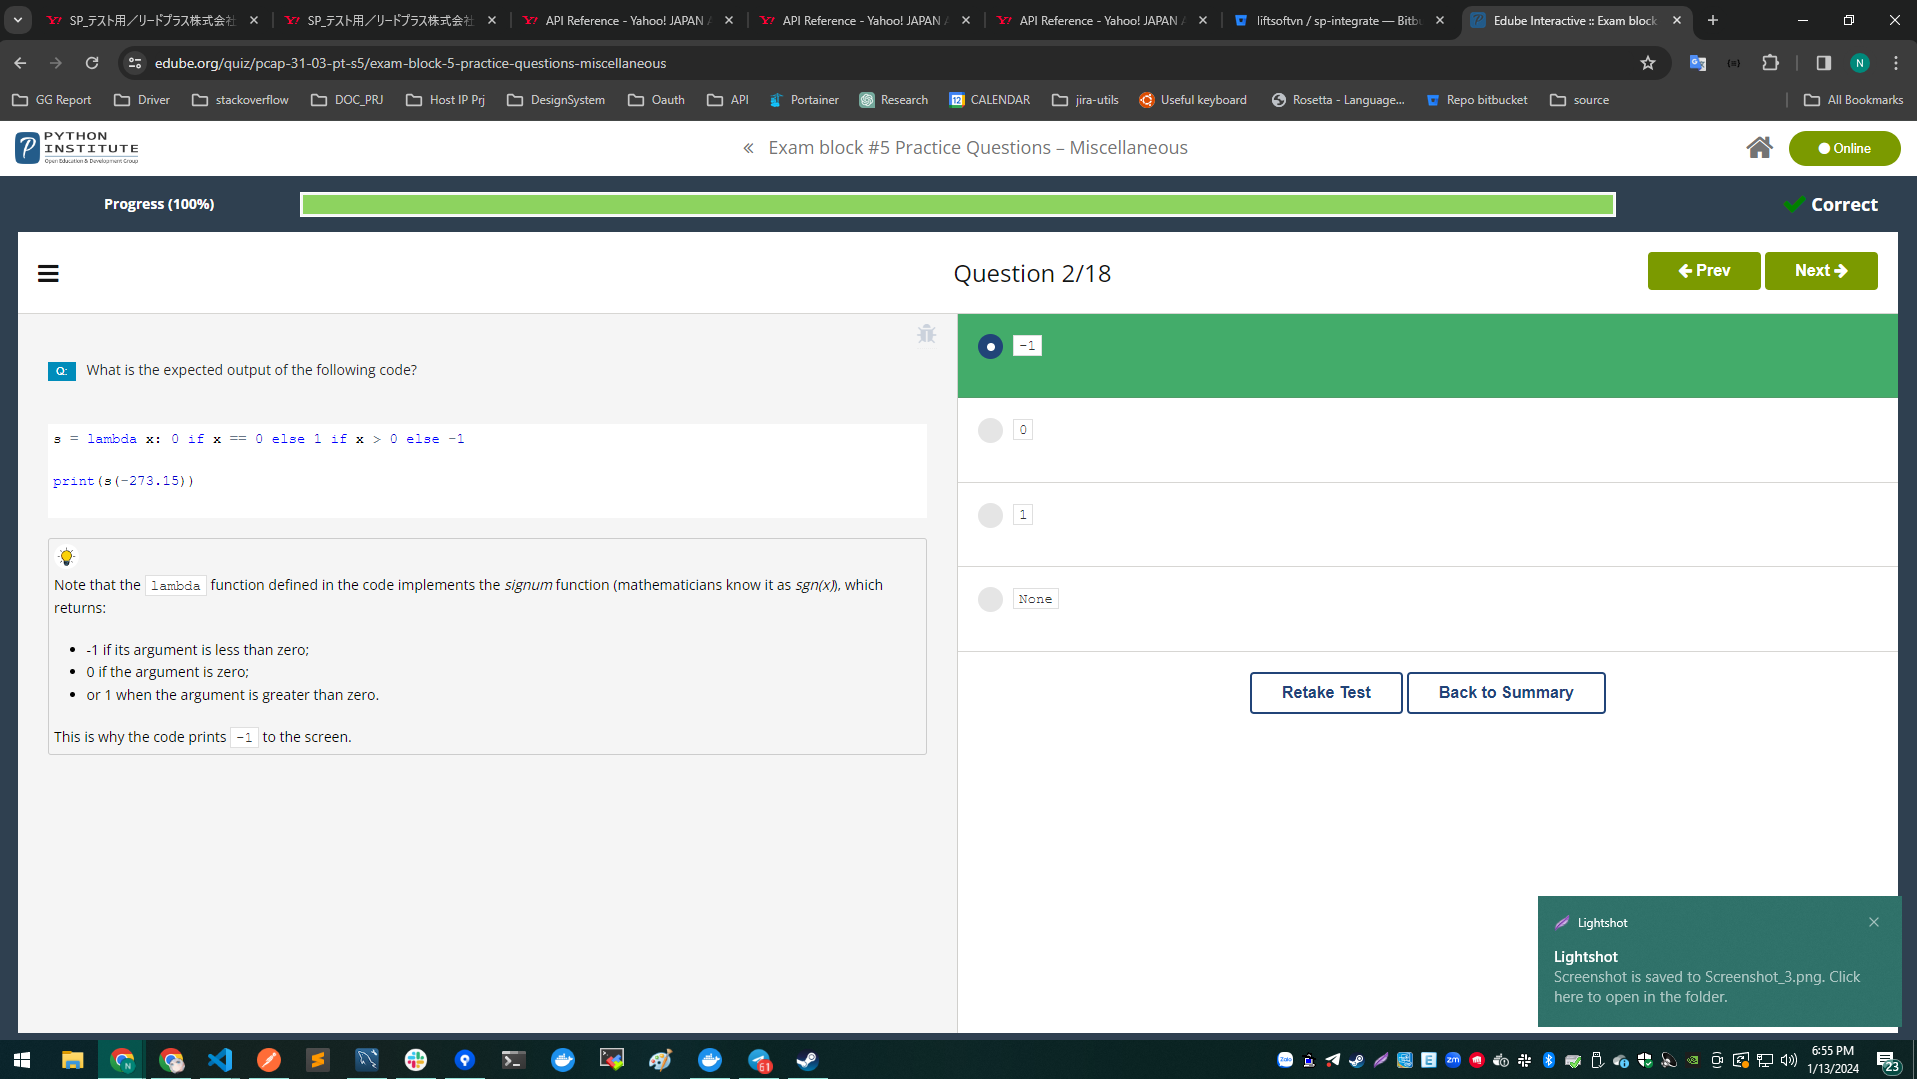 SP_テスト用／リードプラス株式会社
SP_テスト用／リードプラス株式会社
API Reference - Yahoo! JAPAN A
API Reference - Yahoo! JAPAN A
API Reference - Yahoo! JAPAN A
liftsoftvn / sp-integrate — Bitbu
Edube Interactive :: Exam block
edube.org/quiz/pcap-31-03-pt-s5/exam-block-5-practice-questions-miscellaneous
N
GG Report
Driver
stackoverflow
DOC_PRJ
Host IP Prj
DesignSystem
Oauth
API
Portainer
Research
CALENDAR
jira-utils
Useful keyboard
Rosetta - Language...
Repo bitbucket
source
All Bookmarks
PYTHON
INSTITUTE
Open Education & Development Group
« Exam block #5 Practice Questions – Miscellaneous
Online
Progress (100%)
Correct
Question 2/18
Prev
Next
Q: What is the expected output of the following code?
s = lambda x: 0 if x == 0 else 1 if x > 0 else -1
print(s(-273.15))
Note that the lambda function defined in the code implements the signum function (mathematicians know it as sgn(x)), which
returns:
• -1 if its argument is less than zero;
• 0 if the argument is zero;
• or 1 when the argument is greater than zero.
This is why the code prints -1 to the screen.
-1
0
1
None
Retake Test
Back to Summary
Lightshot
Lightshot
Screenshot is saved to Screenshot_3.png. Click
here to open in the folder.
61
6:55 PM
1/13/2024
23